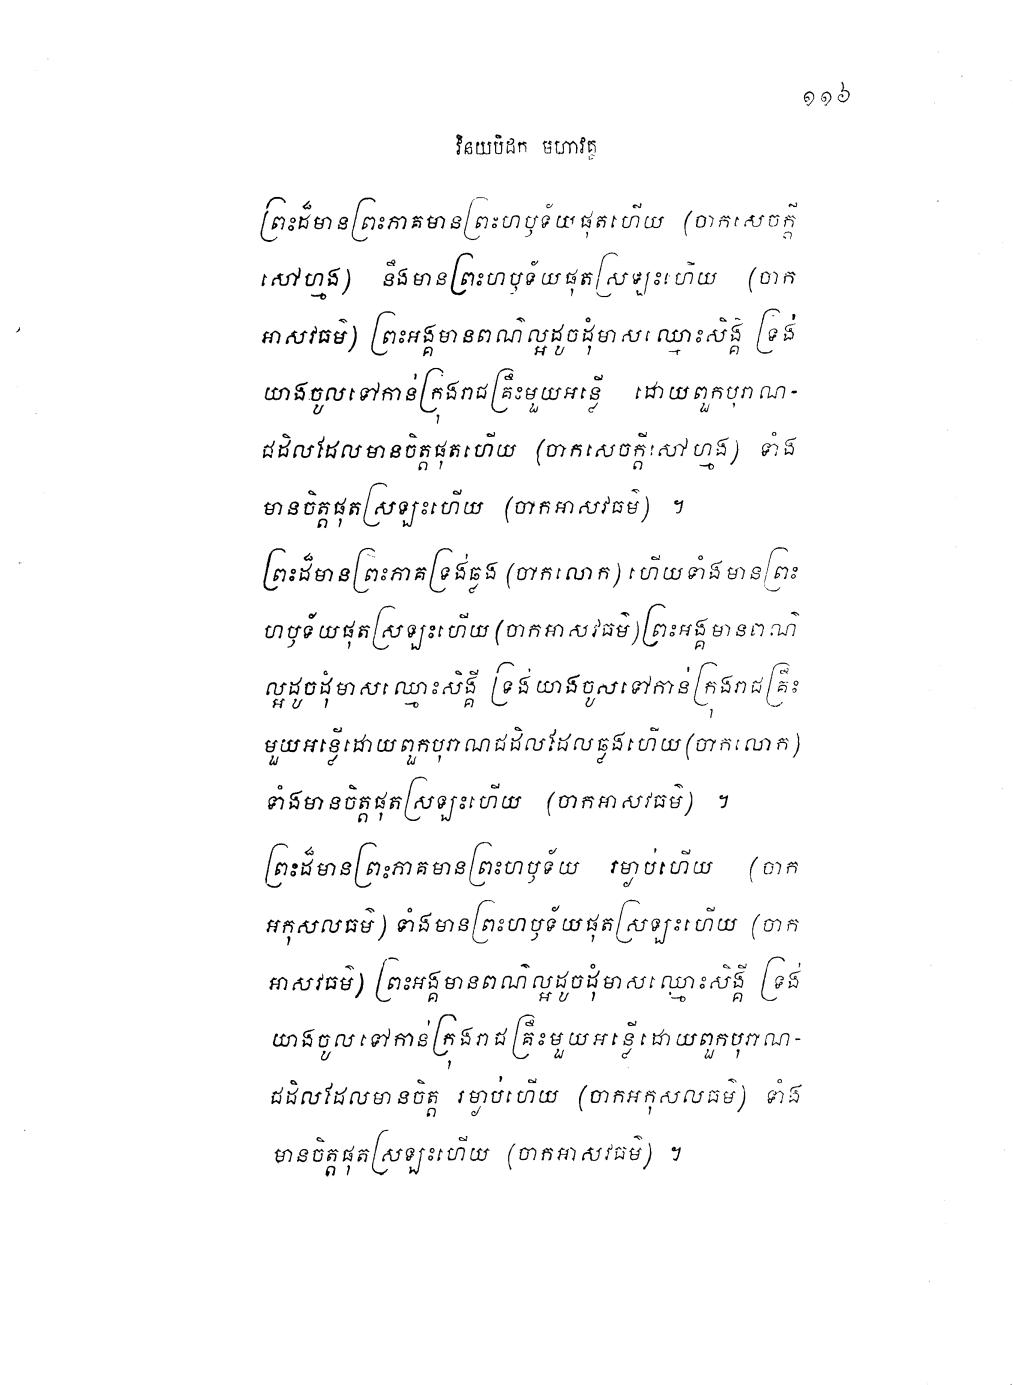 ១១៦
វិនយបិដក មហាវគ្គ
ព្រះដ៏មានព្រះភាគមានព្រះហឫទ័យផុតហើយ (ចាកសេចក្ដី
សៅហ្មង) នឹងមានព្រះហឫទ័យផុតស្រឡះហើយ (ចាក
អាសវធម៌) ព្រះអង្គមានពណ៌ល្អដូចដុំមាសឈ្មោះសិង្គី ទ្រង់
យាងចូលទៅកាន់ក្រុងរាជគ្រឹះមួយអន្លើ ដោយពួកបុរាណ-
ជដិលដែលមានចិត្តផុតហើយ (ចាកសេចក្ដីសៅហ្មង) ទាំង
មានចិត្តផុតស្រឡះហើយ (ចាកអាសវធម៌) ។
ព្រះដ៏មានព្រះភាគទ្រង់ឆ្លង (ចាកលោក) ហើយទាំងមានព្រះ
ហឫទ័យផុតស្រឡះហើយ (ចាកអាសវធម៌) ព្រះអង្គមានពណ៌
ល្អដូចដុំមាសឈ្មោះសិង្គី ទ្រង់យាងចូលទៅកាន់ក្រុងរាជគ្រឹះ
មួយអន្លើដោយពួកបុរាណជដិលដែលឆ្លងហើយ (ចាកលោក)
ទាំងមានចិត្តផុតស្រឡះហើយ (ចាកអាសវធម៌) ។
ព្រះដ៏មានព្រះភាគមានព្រះហឫទ័យ រម្ងាប់ហើយ (ចាក
អកុសលធម៌) ទាំងមានព្រះហឫទ័យផុតស្រឡះហើយ (ចាក
អាសវធម៌) ព្រះអង្គមានពណ៌ល្អដូចដុំមាសឈ្មោះសិង្គី ទ្រង់
យាងចូលទៅកាន់ក្រុងរាជគ្រឹះមួយអន្លើដោយពួកបុរាណ-
ជដិលដែលមានចិត្ត រម្ងាប់ហើយ (ចាកអកុសលធម៌) ទាំង
មានចិត្តផុតស្រឡះហើយ (ចាកអាសវធម៌) ។